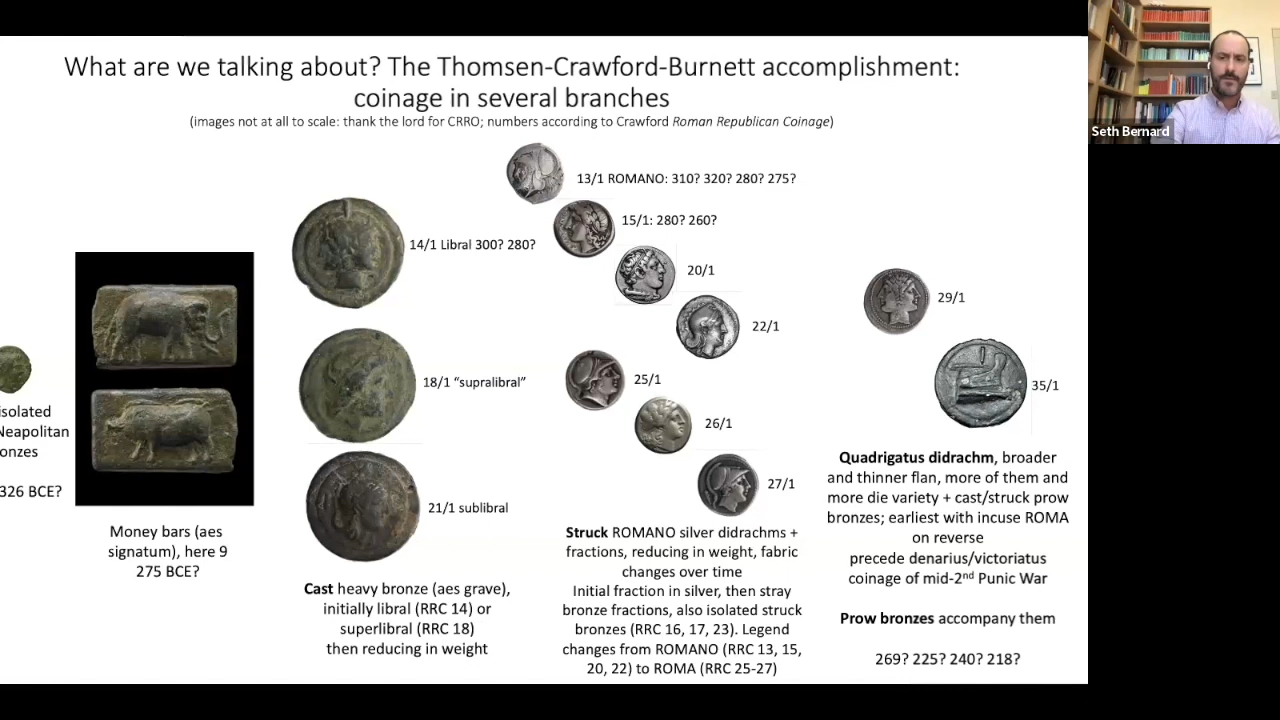 What are we talking about? The Thomsen-Crawford-Burnett accomplishment:
coinage in several branches
(images not at all to scale: thank the lord for CRRO; numbers according to Crawford Roman Republican Coinage)
Seth Bernard
isolated
Neapolitan
onzes
326 BCE?
Money bars (aes
signatum), here 9
275 BCE?
14/1 Libral 300? 280?
18/1 “supralibral”
21/1 sublibral
Cast heavy bronze (aes grave),
initially libral (RRC 14) or
superlibral (RRC 18)
then reducing in weight
13/1 ROMANO: 310? 320? 280? 275?
15/1: 280? 260?
20/1
22/1
25/1
26/1
27/1
Struck ROMANO silver didrachms +
fractions, reducing in weight, fabric
changes over time
Initial fraction in silver, then stray
bronze fractions, also isolated struck
bronzes (RRC 16, 17, 23). Legend
changes from ROMANO (RRC 13, 15,
20, 22) to ROMA (RRC 25-27)
29/1
35/1
Quadrigatus didrachm, broader
and thinner flan, more of them and
more die variety + cast/struck prow
bronzes; earliest with incuse ROMA
on reverse
precede denarius/victoriatus
coinage of mid-2nd Punic War
Prow bronzes accompany them
269? 225? 240? 218?